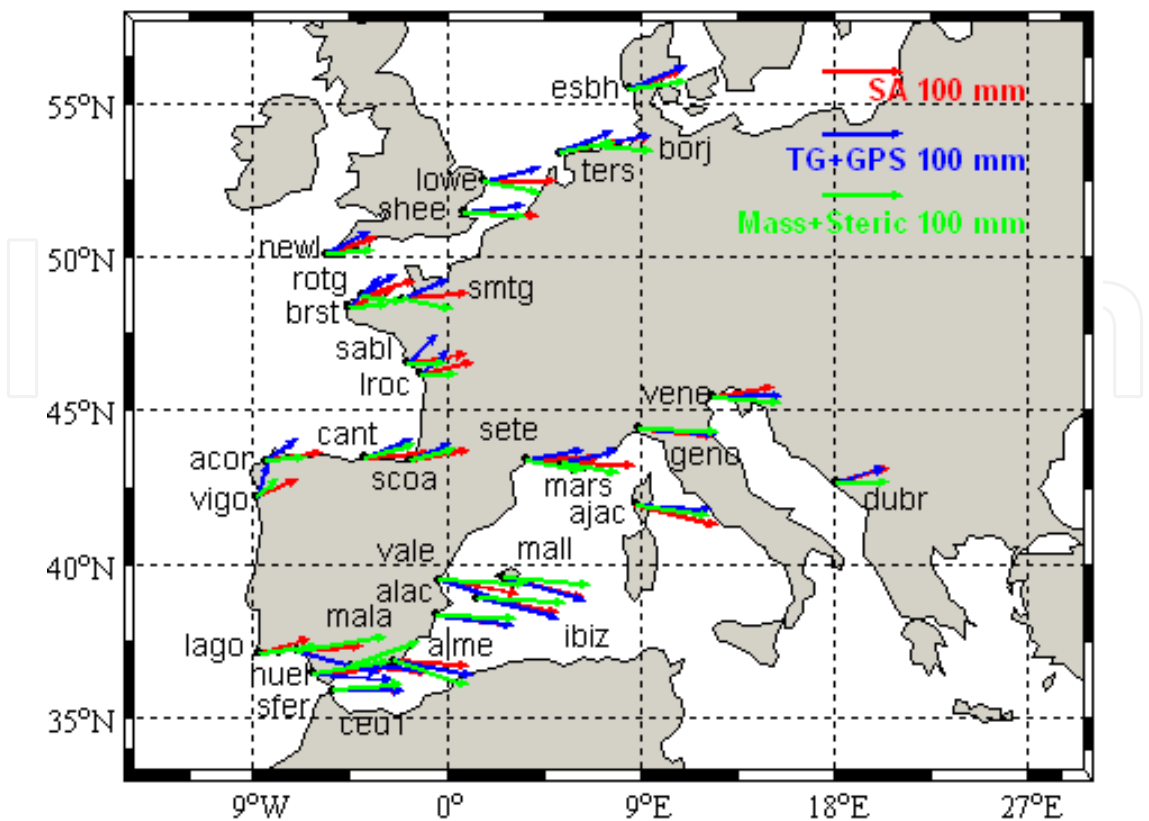 esbh
SA 100 mm
55°N
borj
TG+GPS 100 mm
ters
lowe
shee
Mass+Steric 100 mm
newl
50°N
rotg
smtg
brst
sabl
lroc
vene
45°N
cant
sete
acor
geno
scoa
mars
vigo
dubr
ajac
vale
mall
40°N
alac
mala
lago
alme
ibiz
huel
sfer
35°N
ceu1
9°W
0°
9°E
18°E
27°E